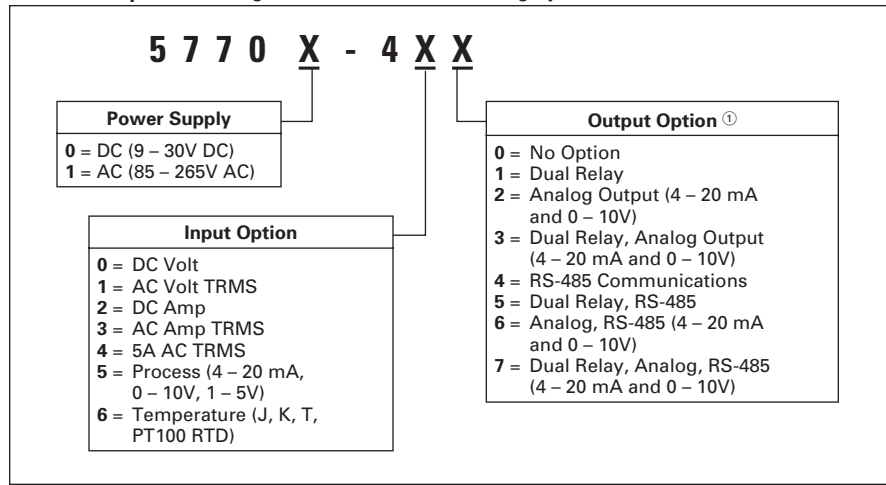 5 7 7 0 X - 4 X X
Power Supply
0 = DC (9 – 30V DC)
1 = AC (85 – 265V AC)
Input Option
0 = DC Volt
1 = AC Volt TRMS
2 = DC Amp
3 = AC Amp TRMS
4 = 5A AC TRMS
5 = Process (4 – 20 mA,
0 – 10V, 1 – 5V)
6 = Temperature (J, K, T,
PT100 RTD)
Output Option ①
0 = No Option
1 = Dual Relay
2 = Analog Output (4 – 20 mA
and 0 – 10V)
3 = Dual Relay, Analog Output
(4 – 20 mA and 0 – 10V)
4 = RS-485 Communications
5 = Dual Relay, RS-485
6 = Analog, RS-485 (4 – 20 mA
and 0 – 10V)
7 = Dual Relay, Analog, RS-485
(4 – 20 mA and 0 – 10V)